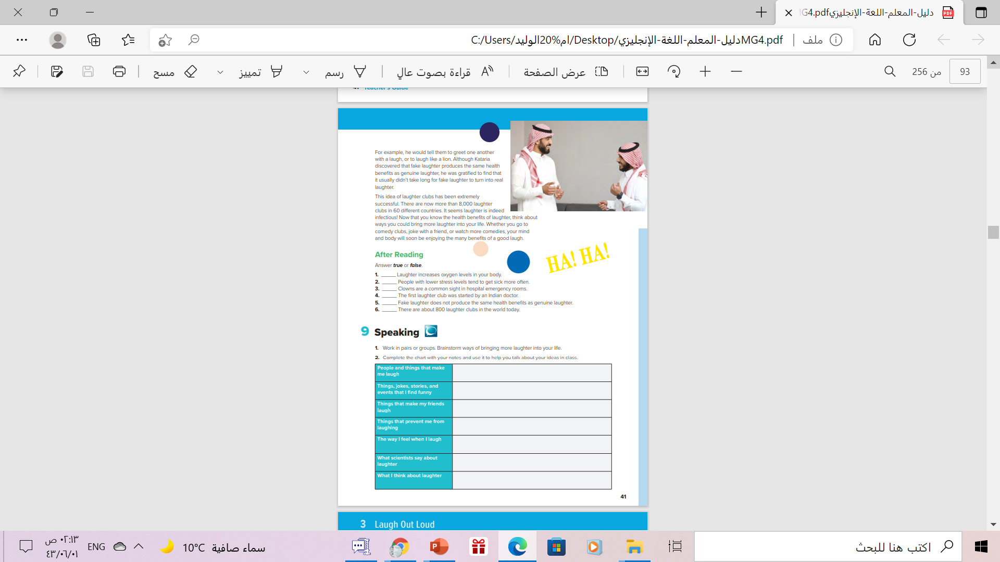 دليل-المعلم-اللغة-الإنجليزيMG4.pdf
ملف
C:/Users/ام%20الوليد/Desktop/دليل-المعلم-اللغة-الإنجليزيMG4.pdf
93
من 256
عرض الصفحة
قراءة بصوت عالٍ
رسم
تمييز
مسح
Teacher's Guide
For example, he would tell them to greet one another
with a laugh, or to laugh like a lion. Although Kataria
discovered that fake laughter produces the same health
benefits as genuine laughter, he was gratified to find that
it usually didn't take long for fake laughter to turn into real
laughter.
This idea of laughter clubs has been extremely
successful. There are now more than 8,000 laughter
clubs in 60 different countries. It seems laughter is indeed
infectious! Now that you know the health benefits of laughter, think about
ways you could bring more laughter into your life. Whether you go to
comedy clubs, joke with a friend, or watch more comedies, your mind
and body will soon be enjoying the many benefits of a good laugh.
HA! HA!
After Reading
Answer true or false.
1. _____ Laughter increases oxygen levels in your body.
2. _____ People with lower stress levels tend to get sick more often.
3. _____ Clowns are a common sight in hospital emergency rooms.
4. _____ The first laughter club was started by an Indian doctor.
5. _____ Fake laughter does not produce the same health benefits as genuine laughter.
6. _____ There are about 800 laughter clubs in the world today.
9 Speaking
1. Work in pairs or groups. Brainstorm ways of bringing more laughter into your life.
2. Complete the chart with your notes and use it to help you talk about your ideas in class.
People and things that make
me laugh
Things, jokes, stories, and
events that I find funny
Things that make my friends
laugh
Things that prevent me from
laughing
The way I feel when I laugh
What scientists say about
laughter
What I think about laughter
41
3 Laugh Out Loud
اكتب هنا للبحث
10°C سماء صافية
ENG
٠٢:١٣ ص
٤٣/٠٦/٠١